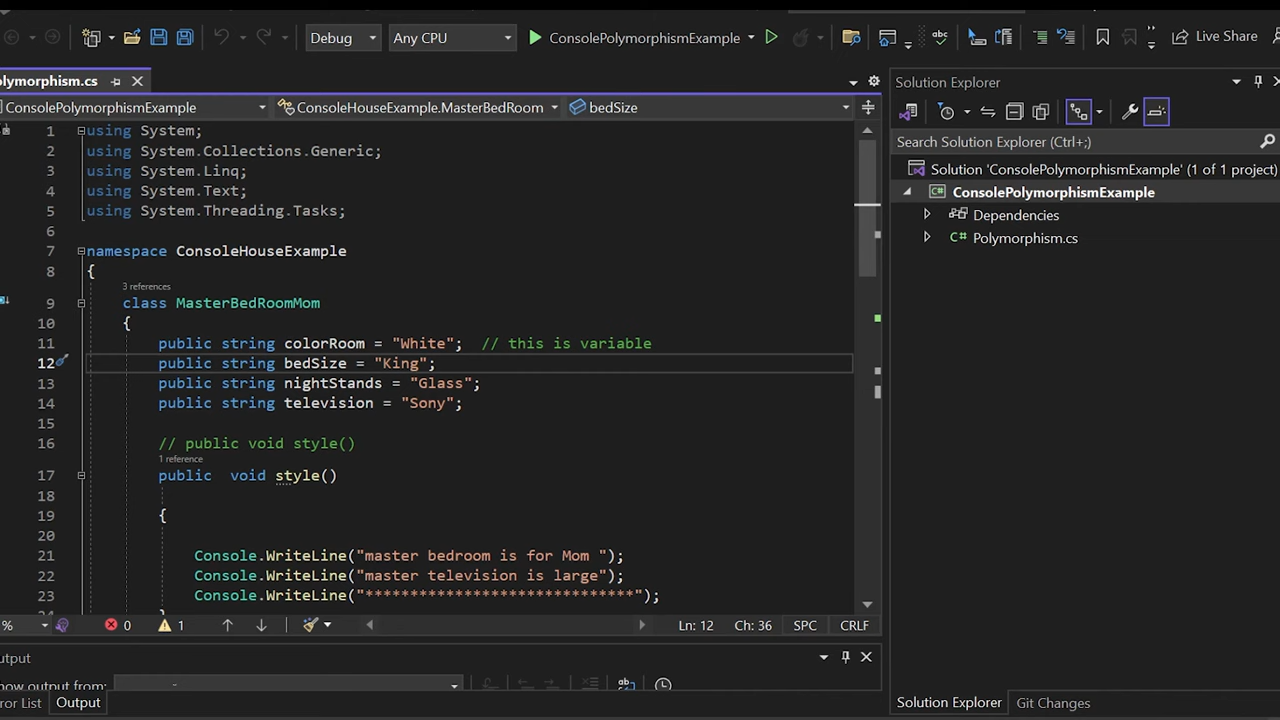 Debug
Any CPU
ConsolePolymorphismExample
Live Share
olymorphism.cs
ConsolePolymorphismExample
ConsoleHouseExample.MasterBedRoom
bedSize
1 using System;
2 using System.Collections.Generic;
3 using System.Linq;
4 using System.Text;
5 using System.Threading.Tasks;
6
7 namespace ConsoleHouseExample
8 {
3 references
9 class MasterBedRoomMom
10 {
11 public string colorRoom = "White"; // this is variable
12 public string bedSize = "King";
13 public string nightStands = "Glass";
14 public string television = "Sony";
15
16 // public void style()
1 reference
17 public void style()
18
19 {
20
21 Console.WriteLine("master bedroom is for Mom ");
22 Console.WriteLine("master television is large");
23 Console.WriteLine("******************************");
24 }
% 0 1 Ln: 12 Ch: 36 SPC CRLF
utput
how output from:
rror List Output
Solution Explorer
Search Solution Explorer (Ctrl+;)
Solution 'ConsolePolymorphismExample' (1 of 1 project)
ConsolePolymorphismExample
Dependencies
C# Polymorphism.cs
Solution Explorer Git Changes